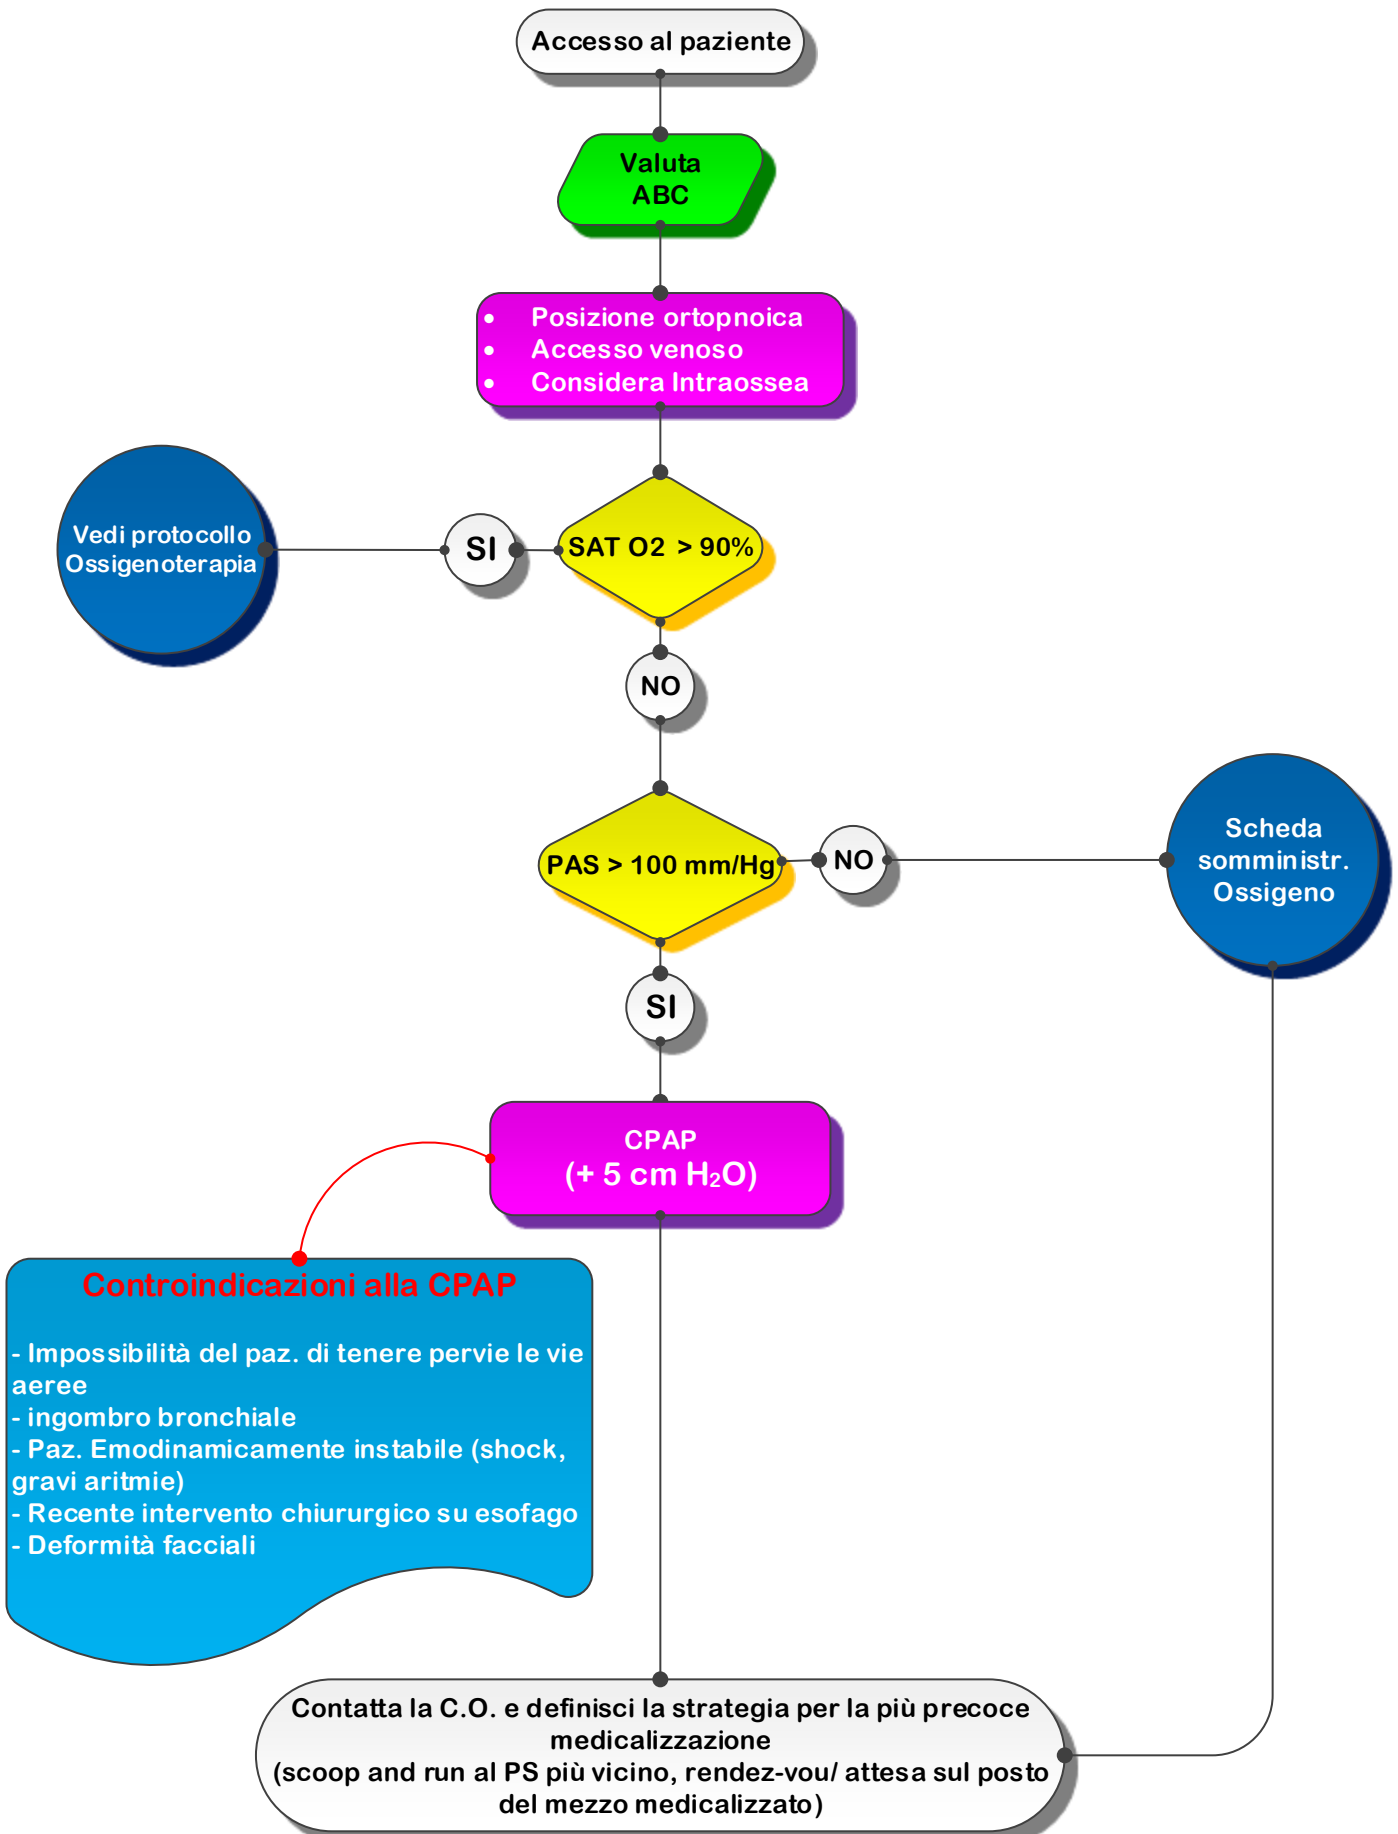 Accesso al paziente
Valuta
ABC
• Posizione ortopnoica
• Accesso venoso
• Considera Intraossea
Vedi protocollo
Ossigenoterapia
SI
SAT O2 > 90%
NO
PAS > 100 mm/Hg
NO
Scheda
somministr.
Ossigeno
SI
CPAP
(+ 5 cm H₂O)
Controindicazioni alla CPAP
- Impossibilità del paz. di tenere pervie le vie
aeree
- ingombro bronchiale
- Paz. Emodinamicamente instabile (shock,
gravi aritmie)
- Recente intervento chiururgico su esofago
- Deformità facciali
Contatta la C.O. e definisci la strategia per la più precoce
medicalizzazione
(scoop and run al PS più vicino, rendez-vou/ attesa sul posto
del mezzo medicalizzato)